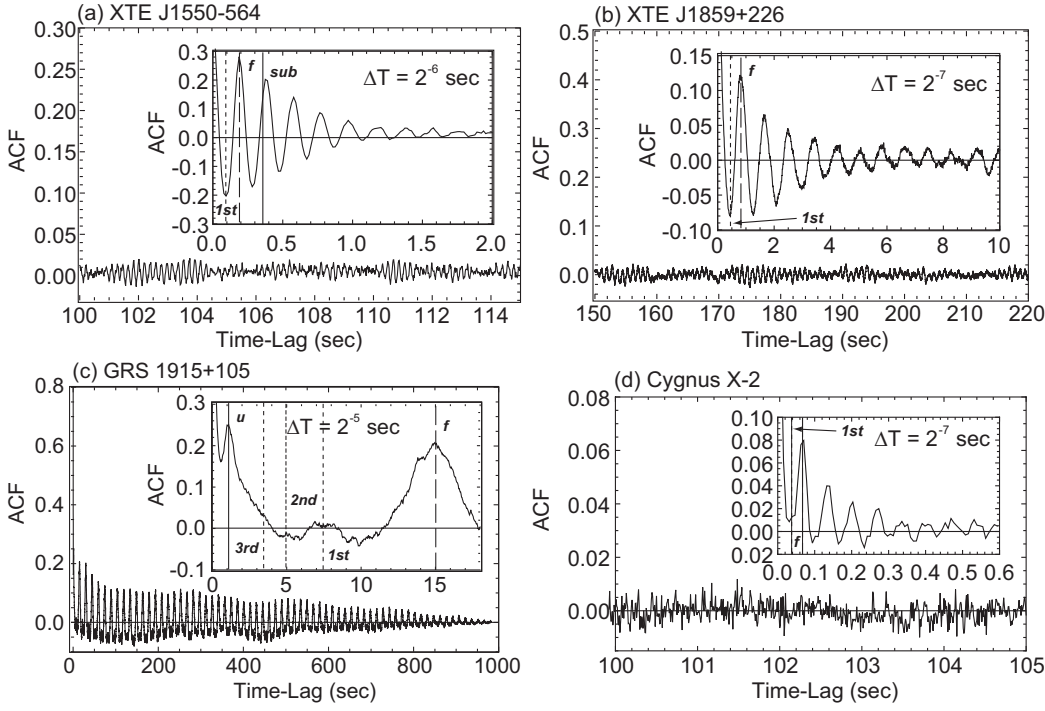 (a) XTE J1550-564
ACF
0.30
0.25
0.20
0.15
0.10
0.05
0.00
100 102 104 106 108 110 112 114
Time-Lag (sec)
ACF
0.3
0.2
0.1
0.0
-0.1
-0.2
-0.3
f
sub
ΔT = 2⁻⁶ sec
1st
0.0 0.5 1.0 1.5 2.0
(b) XTE J1859+226
ACF
0.5
0.4
0.3
0.2
0.1
0.0
150 160 170 180 190 200 210 220
Time-Lag (sec)
ACF
0.15
0.10
0.05
0.00
-0.05
-0.10
f
ΔT = 2⁻⁷ sec
1st
0 2 4 6 8 10
(c) GRS 1915+105
ACF
0.8
0.6
0.4
0.2
0.0
0 200 400 600 800 1000
Time-Lag (sec)
ACF
0.3
0.2
0.1
0.0
-0.1
u
ΔT = 2⁻⁵ sec
f
2nd
3rd
1st
0 5 10 15
(d) Cygnus X-2
ACF
0.08
0.06
0.04
0.02
0.00
100 101 102 103 104 105
Time-Lag (sec)
ACF
0.10
0.08
0.06
0.04
0.02
0.00
0.02
1st
ΔT = 2⁻⁷ sec
f
0.0 0.1 0.2 0.3 0.4 0.5 0.6